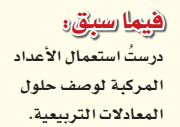 فيما سبق:
درستُ استعمال الأعداد
المركبة لوصف حلول
المعادلات التربيعية.